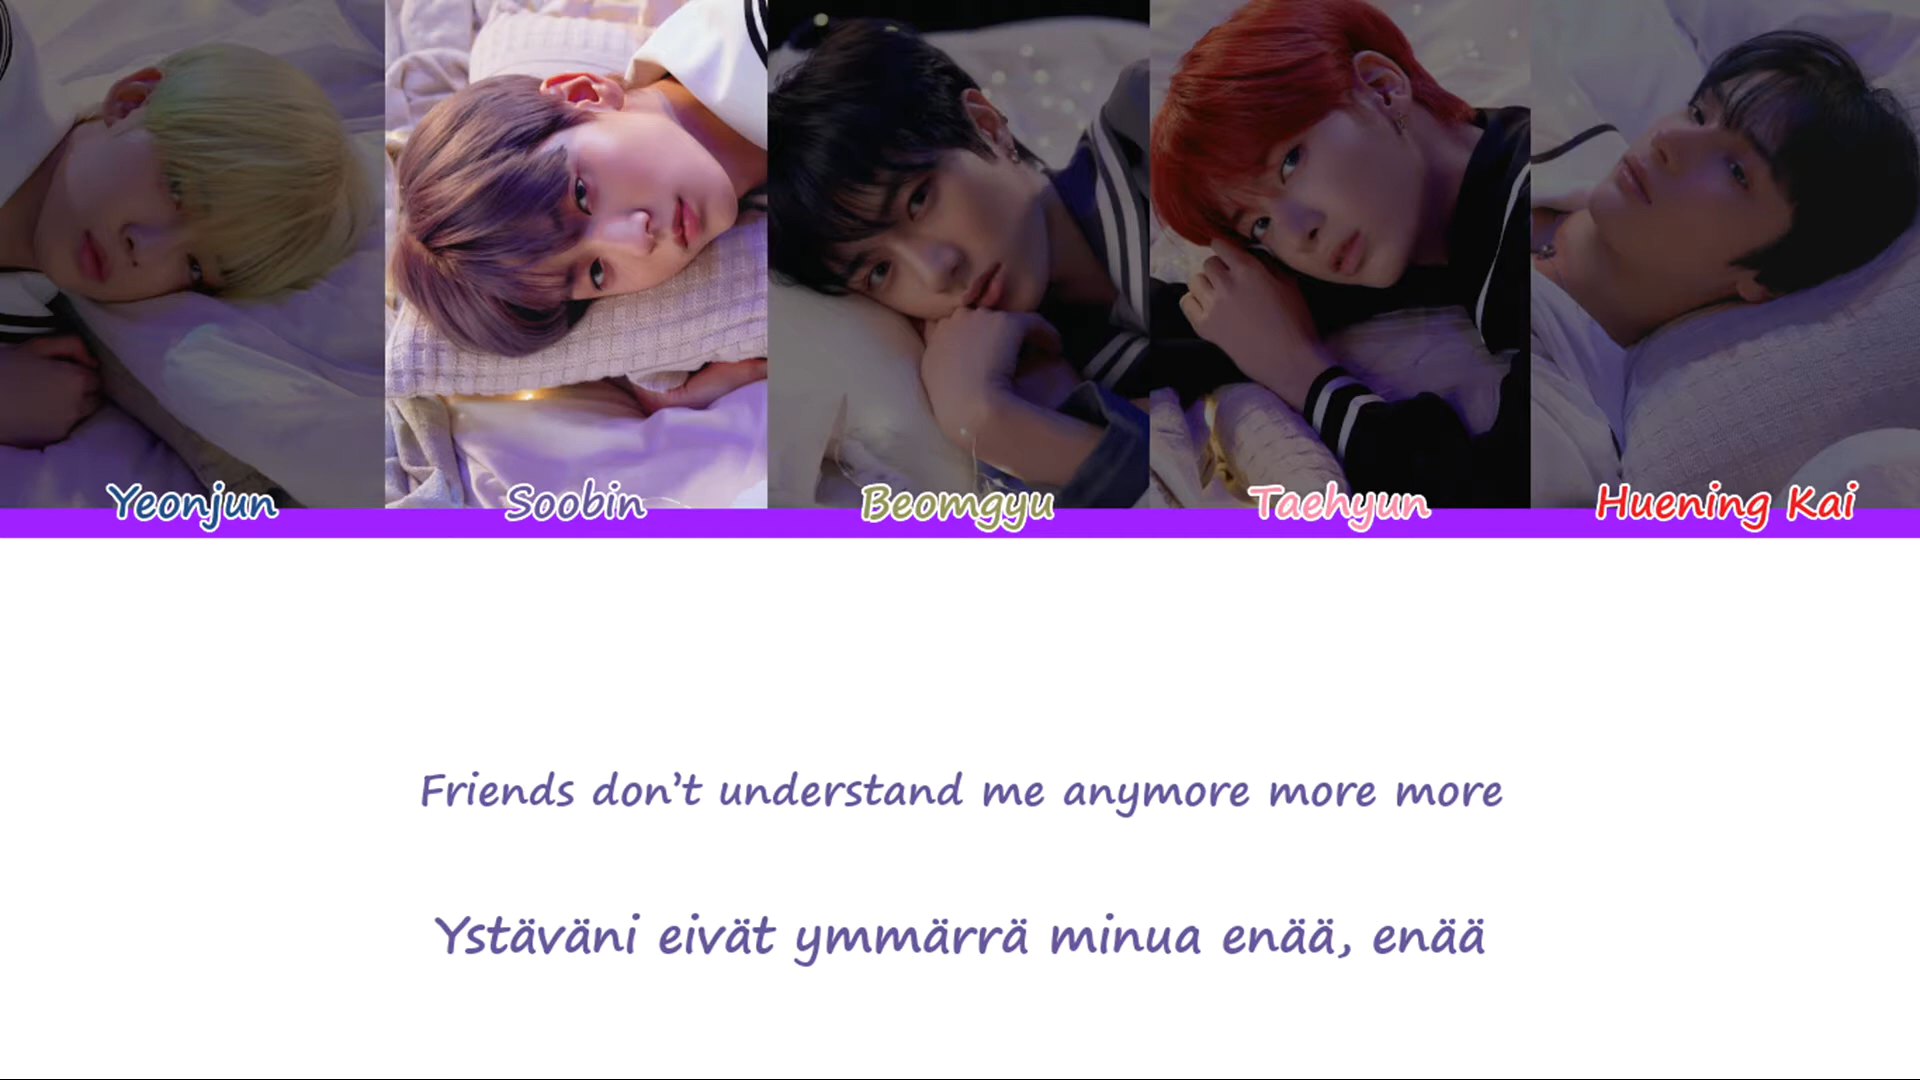 Yeonjun Soobin Beomgyu Taehyun Huening Kai
Friends don’t understand me anymore more more
Ystäväni eivät ymmärrä minua enää, enää